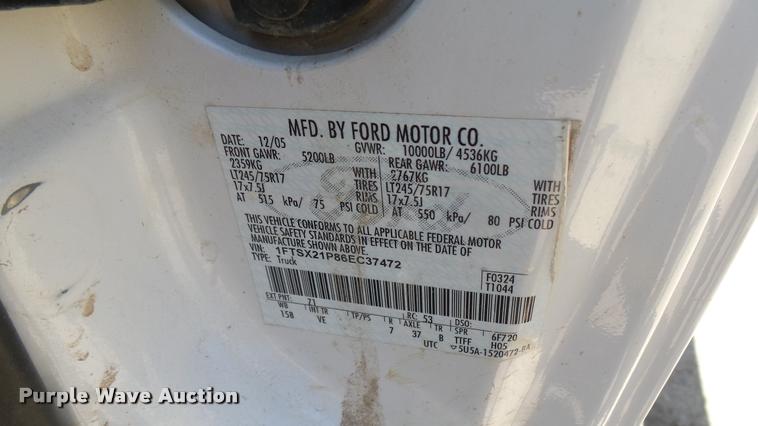 MFD. BY FORD MOTOR CO.
DATE: 12/05 GVWR: 10000LB/ 4536KG
FRONT GAWR: 5200LB REAR GAWR: 6100LB
2359KG WITH 2767KG WITH
LT245/75R17 TIRES LT245/75R17 TIRES
17x7.5J RIMS 17x7.5J RIMS
AT 515 kPa/ 75 PSI COLD AT 550 kPa/ 80 PSI COLD
Ford
THIS VEHICLE CONFORMS TO ALL APPLICABLE FEDERAL MOTOR
VEHICLE SAFETY STANDARDS IN EFFECT ON THE DATE OF
MANUFACTURE SHOWN ABOVE.
VIN: 1FTSX21P86EC37472
TYPE: Truck
F0324
T1044
EXT PNT: Z1 RC: 53 DSO:
WB INT TR TP/PS R AXLE TR SPR 6F720
158 VE 7 37 B TTFF H05
UTC ▽5U5A-1520472-BA
Purple Wave Auction®